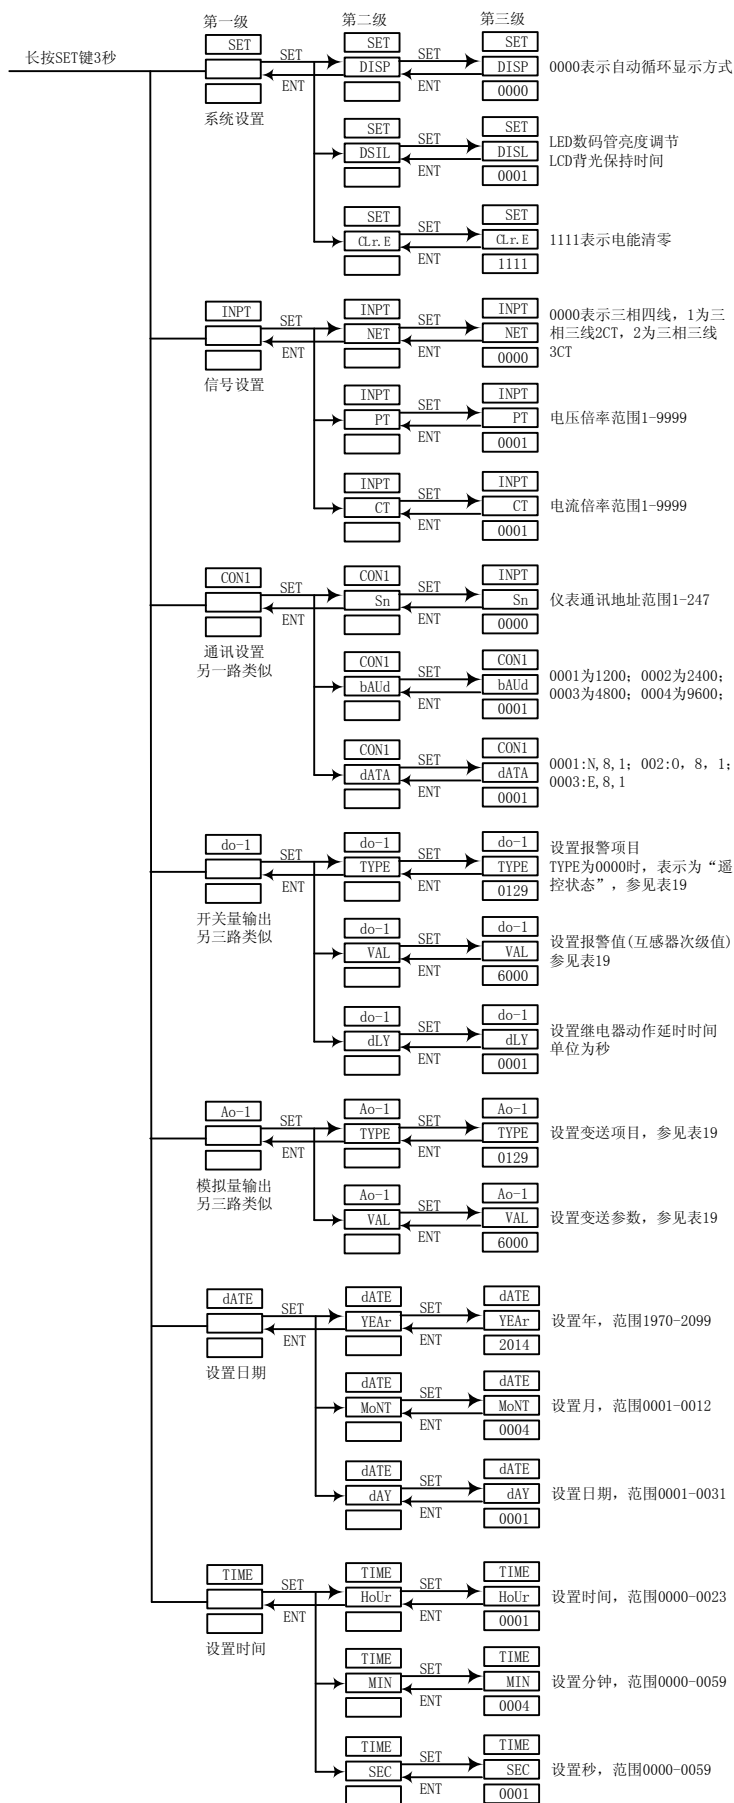 第一级 第二级 第三级
长按SET键3秒
SET SET SET
SET SET
DISP DISP 0000表示自动循环显示方式
ENT ENT
0000
系统设置
SET SET
SET
DSIL DISL LED数码管亮度调节
LCD背光保持时间
ENT
0001
SET SET
SET
CLr.E CLr.E 1111表示电能清零
ENT
1111
INPT INPT INPT
SET SET
NET NET 0000表示三相四线，1为三
相三线2CT，2为三相三线
3CT
ENT ENT
0000
信号设置
INPT INPT
SET
PT PT 电压倍率范围1-9999
ENT
0001
INPT INPT
SET
CT CT 电流倍率范围1-9999
ENT
0001
CON1 CON1 INPT
SET SET
Sn Sn 仪表通讯地址范围1-247
ENT ENT
0000
通讯设置
另一路类似
CON1 CON1
SET
bAUd bAUd 0001为1200；0002为2400；
0003为4800；0004为9600；
ENT
0001
CON1 CON1
SET
dATA dATA 0001:N,8,1；002:O，8，1；
0003:E,8,1
ENT
0001
do-1 do-1 do-1
SET SET
TYPE TYPE 设置报警项目
TYPE为0000时，表示为“遥
控状态”，参见表19
ENT ENT
0129
开关量输出
另三路类似
do-1 do-1
SET
VAL VAL 设置报警值(互感器次级值)
参见表19
ENT
6000
do-1 do-1
SET
dLY dLY 设置继电器动作延时时间
单位为秒
ENT
0001
Ao-1 Ao-1 Ao-1
SET SET
TYPE TYPE 设置变送项目，参见表19
ENT ENT
0129
模拟量输出
另三路类似
Ao-1 Ao-1
SET
VAL VAL 设置变送参数，参见表19
ENT
6000
dATE dATE dATE
SET SET
YEAr YEAr 设置年，范围1970-2099
ENT ENT
2014
设置日期
dATE dATE
SET
MoNT MoNT 设置月，范围0001-0012
ENT
0004
dATE dATE
SET
dAY dAY 设置日期，范围0001-0031
ENT
0001
TIME TIME TIME
SET SET
HoUr HoUr 设置时间，范围0000-0023
ENT ENT
0001
设置时间
TIME TIME
SET
MIN MIN 设置分钟，范围0000-0059
ENT
0004
TIME TIME
SET
SEC SEC 设置秒，范围0000-0059
ENT
0001